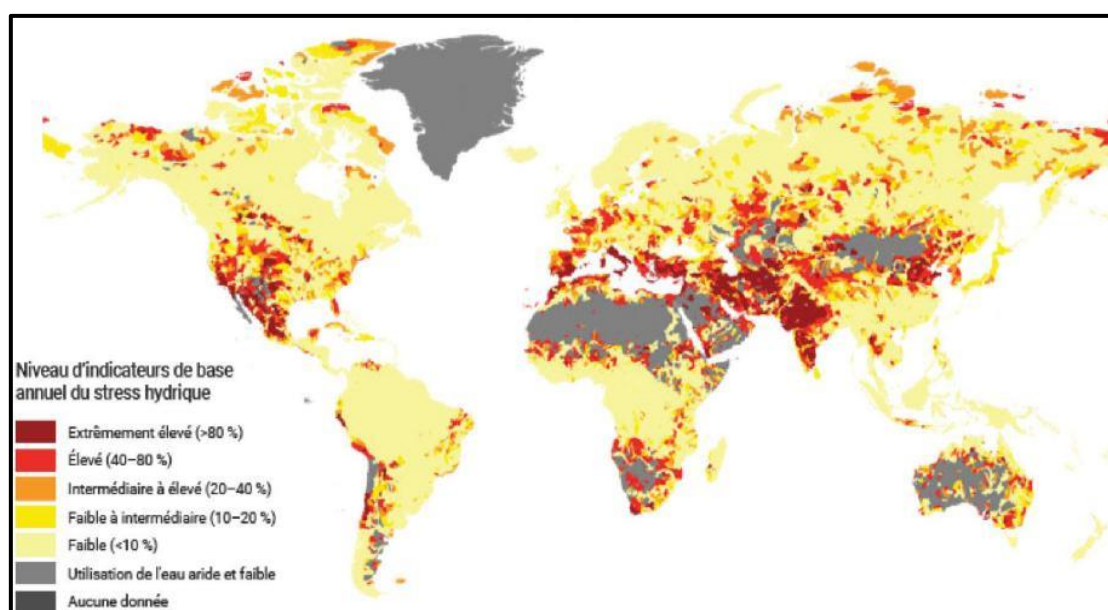 Niveau d'indicateurs de base
annuel du stress hydrique
Extrêmement élevé (>80 %)
Élevé (40–80 %)
Intermédiaire à élevé (20–40 %)
Faible à intermédiaire (10–20 %)
Faible (<10 %)
Utilisation de l'eau aride et faible
Aucune donnée